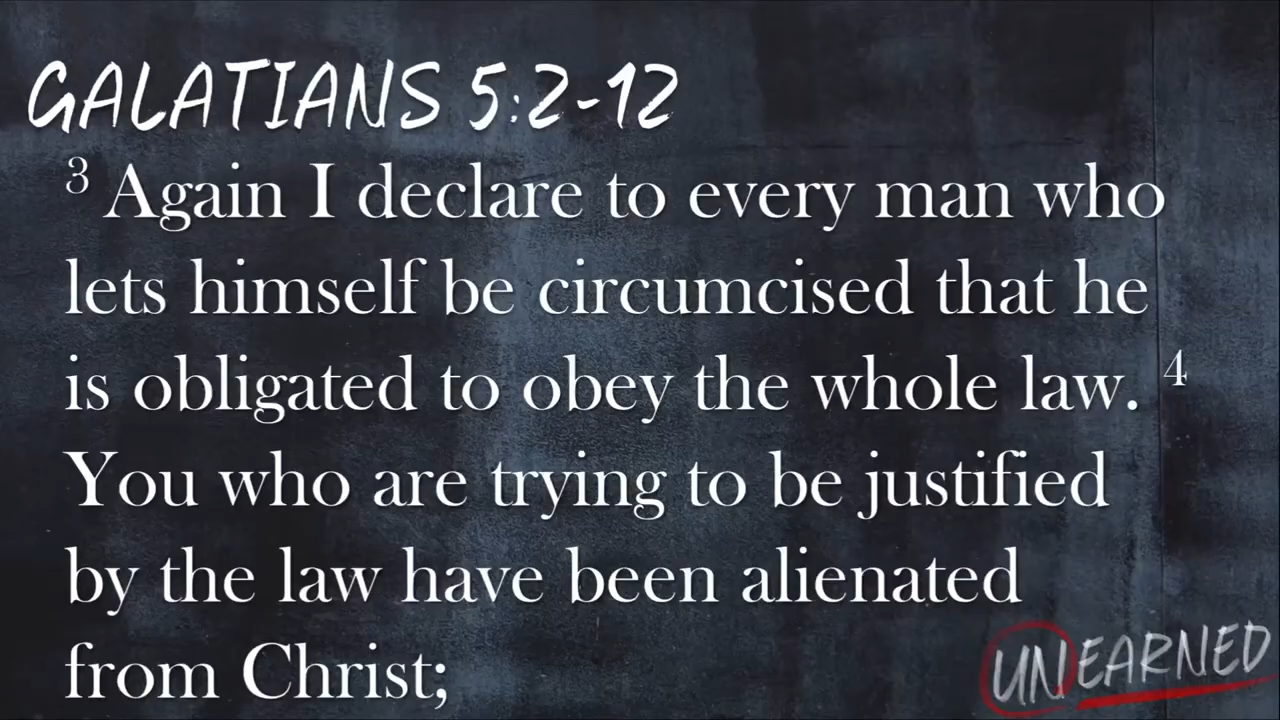 GALATIANS 5:2-12
3 Again I declare to every man who
lets himself be circumcised that he
is obligated to obey the whole law. 4
You who are trying to be justified
by the law have been alienated
from Christ;
UNEARNED